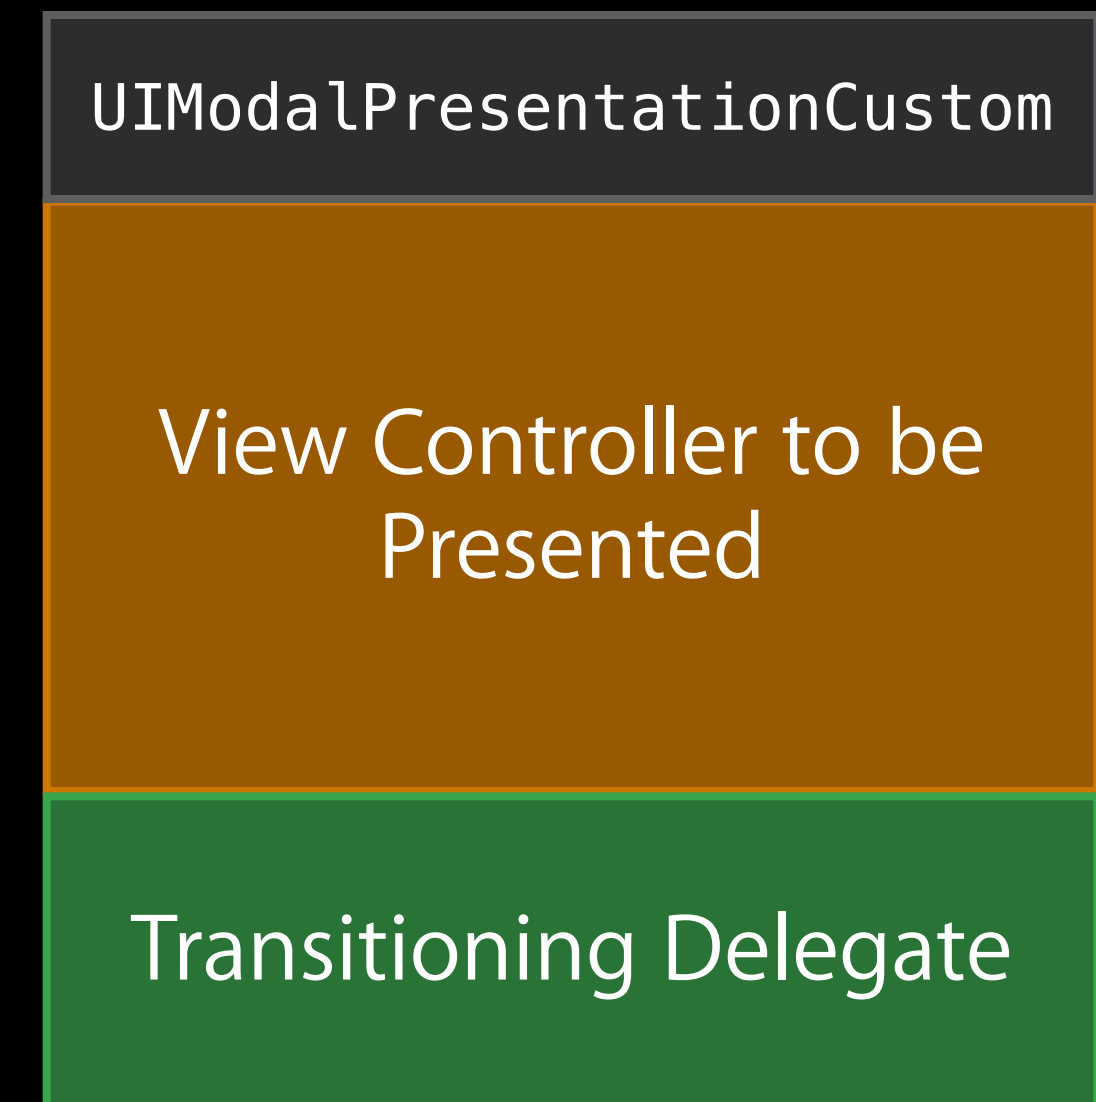 UIModalPresentationCustom
View Controller to be
Presented
Transitioning Delegate